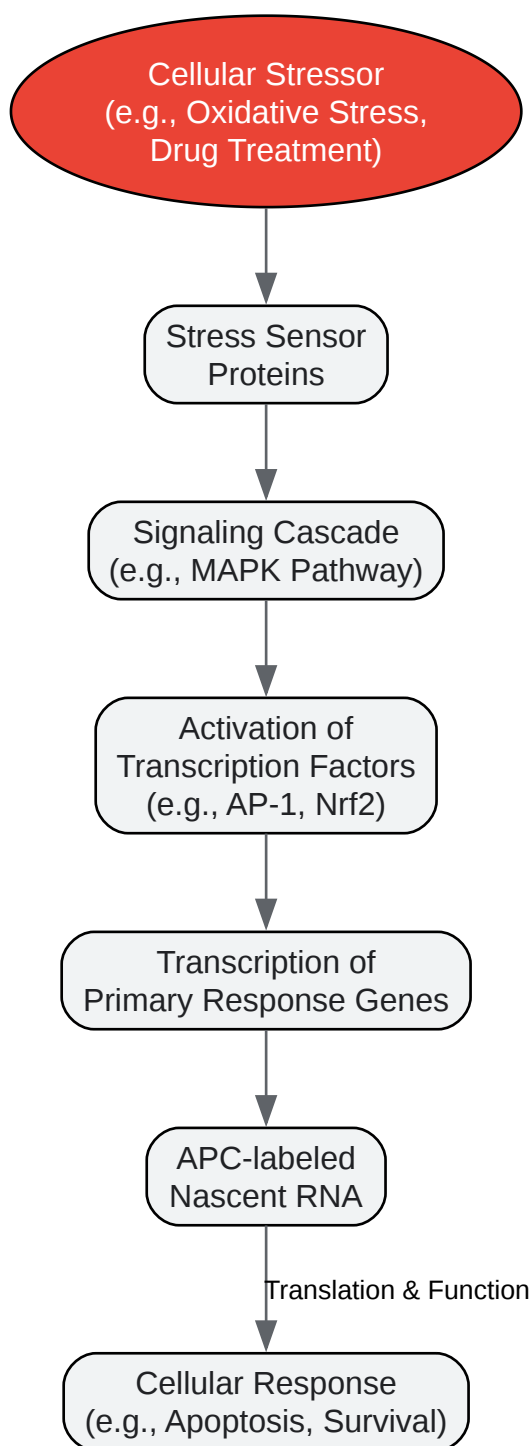 Cellular Stressor
(e.g., Oxidative Stress,
Drug Treatment)
Stress Sensor
Proteins
Signaling Cascade
(e.g., MAPK Pathway)
Activation of
Transcription Factors
(e.g., AP-1, Nrf2)
Transcription of
Primary Response Genes
APC-labeled
Nascent RNA
Translation & Function
Cellular Response
(e.g., Apoptosis, Survival)